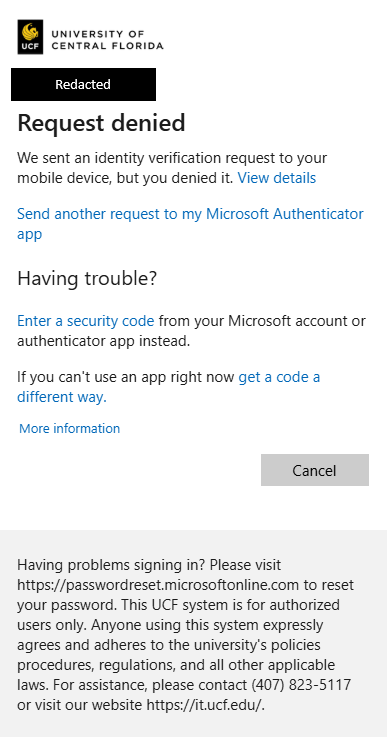 UCF
UNIVERSITY OF
CENTRAL FLORIDA
Redacted
Request denied
We sent an identity verification request to your
mobile device, but you denied it. View details
Send another request to my Microsoft Authenticator
app
Having trouble?
Enter a security code from your Microsoft account or
authenticator app instead.
If you can't use an app right now get a code a
different way.
More information
Cancel
Having problems signing in? Please visit
https://passwordreset.microsoftonline.com to reset
your password. This UCF system is for authorized
users only. Anyone using this system expressly
agrees and adheres to the university's policies
procedures, regulations, and all other applicable
laws. For assistance, please contact (407) 823-5117
or visit our website https://it.ucf.edu/.